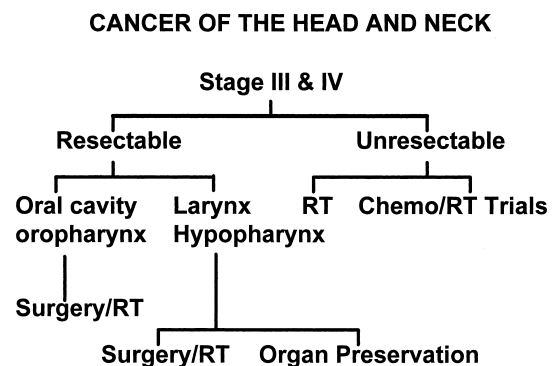 CANCER OF THE HEAD AND NECK
Stage III & IV
Resectable
Unresectable
Oral cavity
oropharynx
Larynx
Hypopharynx
RT
Chemo/RT Trials
Surgery/RT
Surgery/RT
Organ Preservation